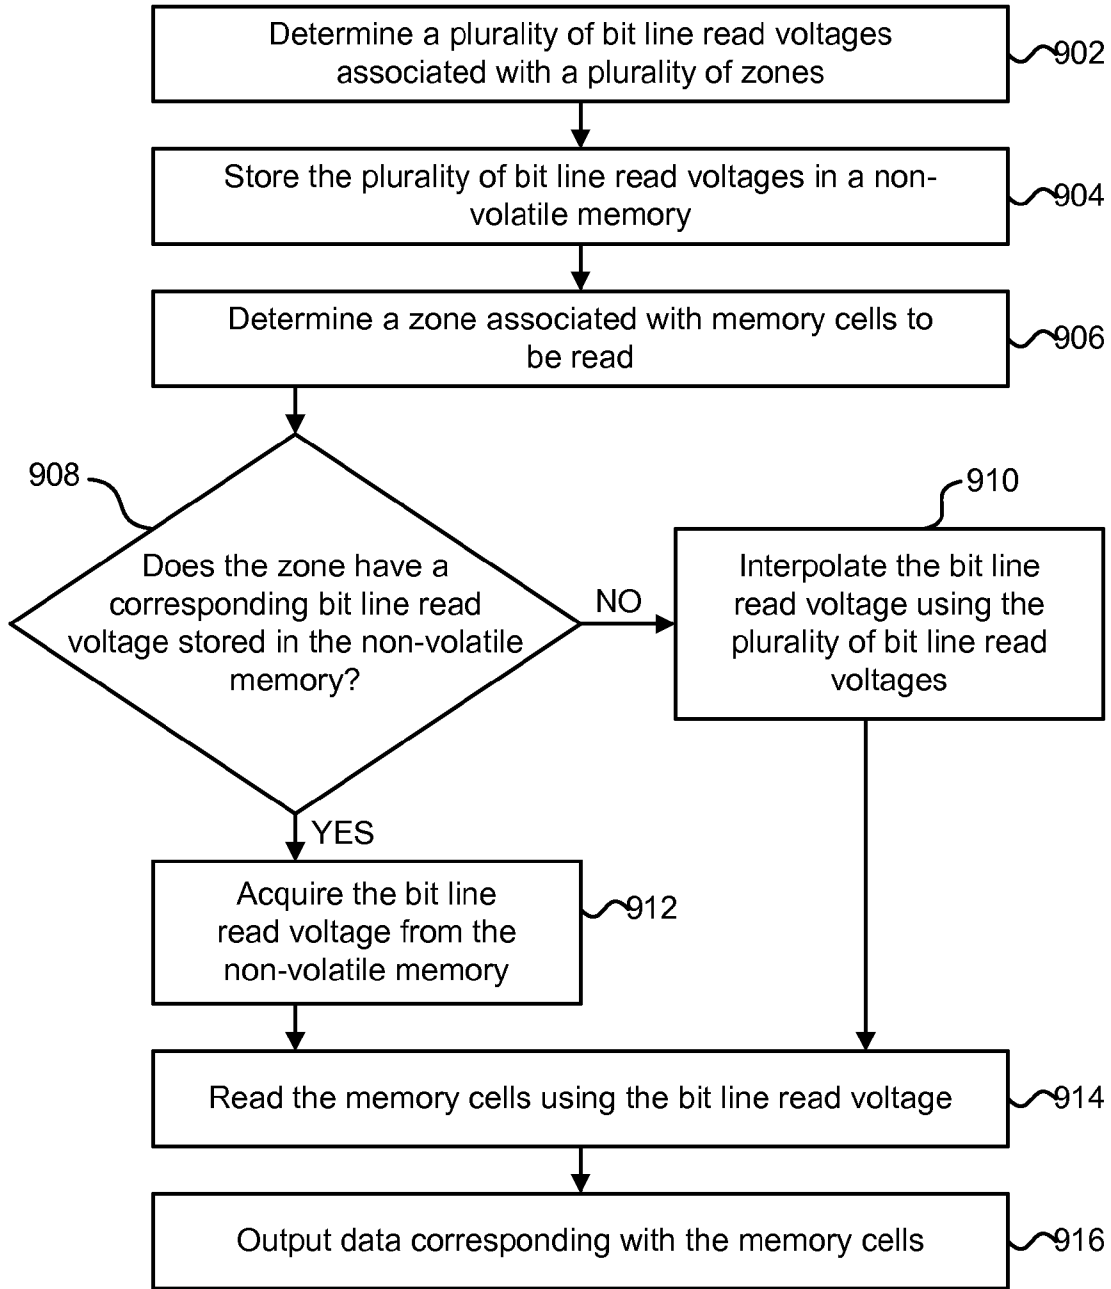 Determine a plurality of bit line read voltages
associated with a plurality of zones
902
Store the plurality of bit line read voltages in a non-
volatile memory
904
Determine a zone associated with memory cells to
be read
906
908
Does the zone have a
corresponding bit line read
voltage stored in the non-volatile
memory?
NO
910
Interpolate the bit line
read voltage using the
plurality of bit line read
voltages
YES
Acquire the bit line
read voltage from the
non-volatile memory
912
Read the memory cells using the bit line read voltage
914
Output data corresponding with the memory cells
916